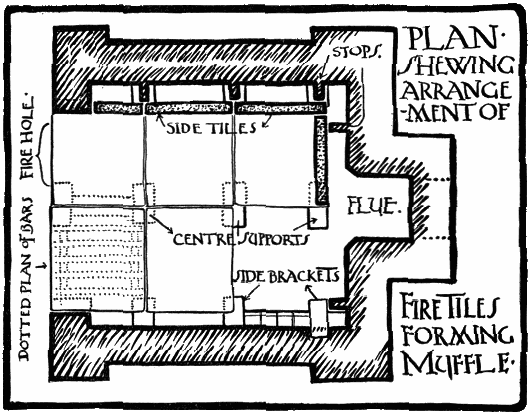 PLAN·
SHEWING
ARRANGE
-MENT OF
STOPS.
SIDE TILES
FIRE HOLE.
FLUE.
CENTRE SUPPORTS
SIDE BRACKETS
DOTTED PLAN of BARS
FIRE TILES
FORMING
MUFFLE·